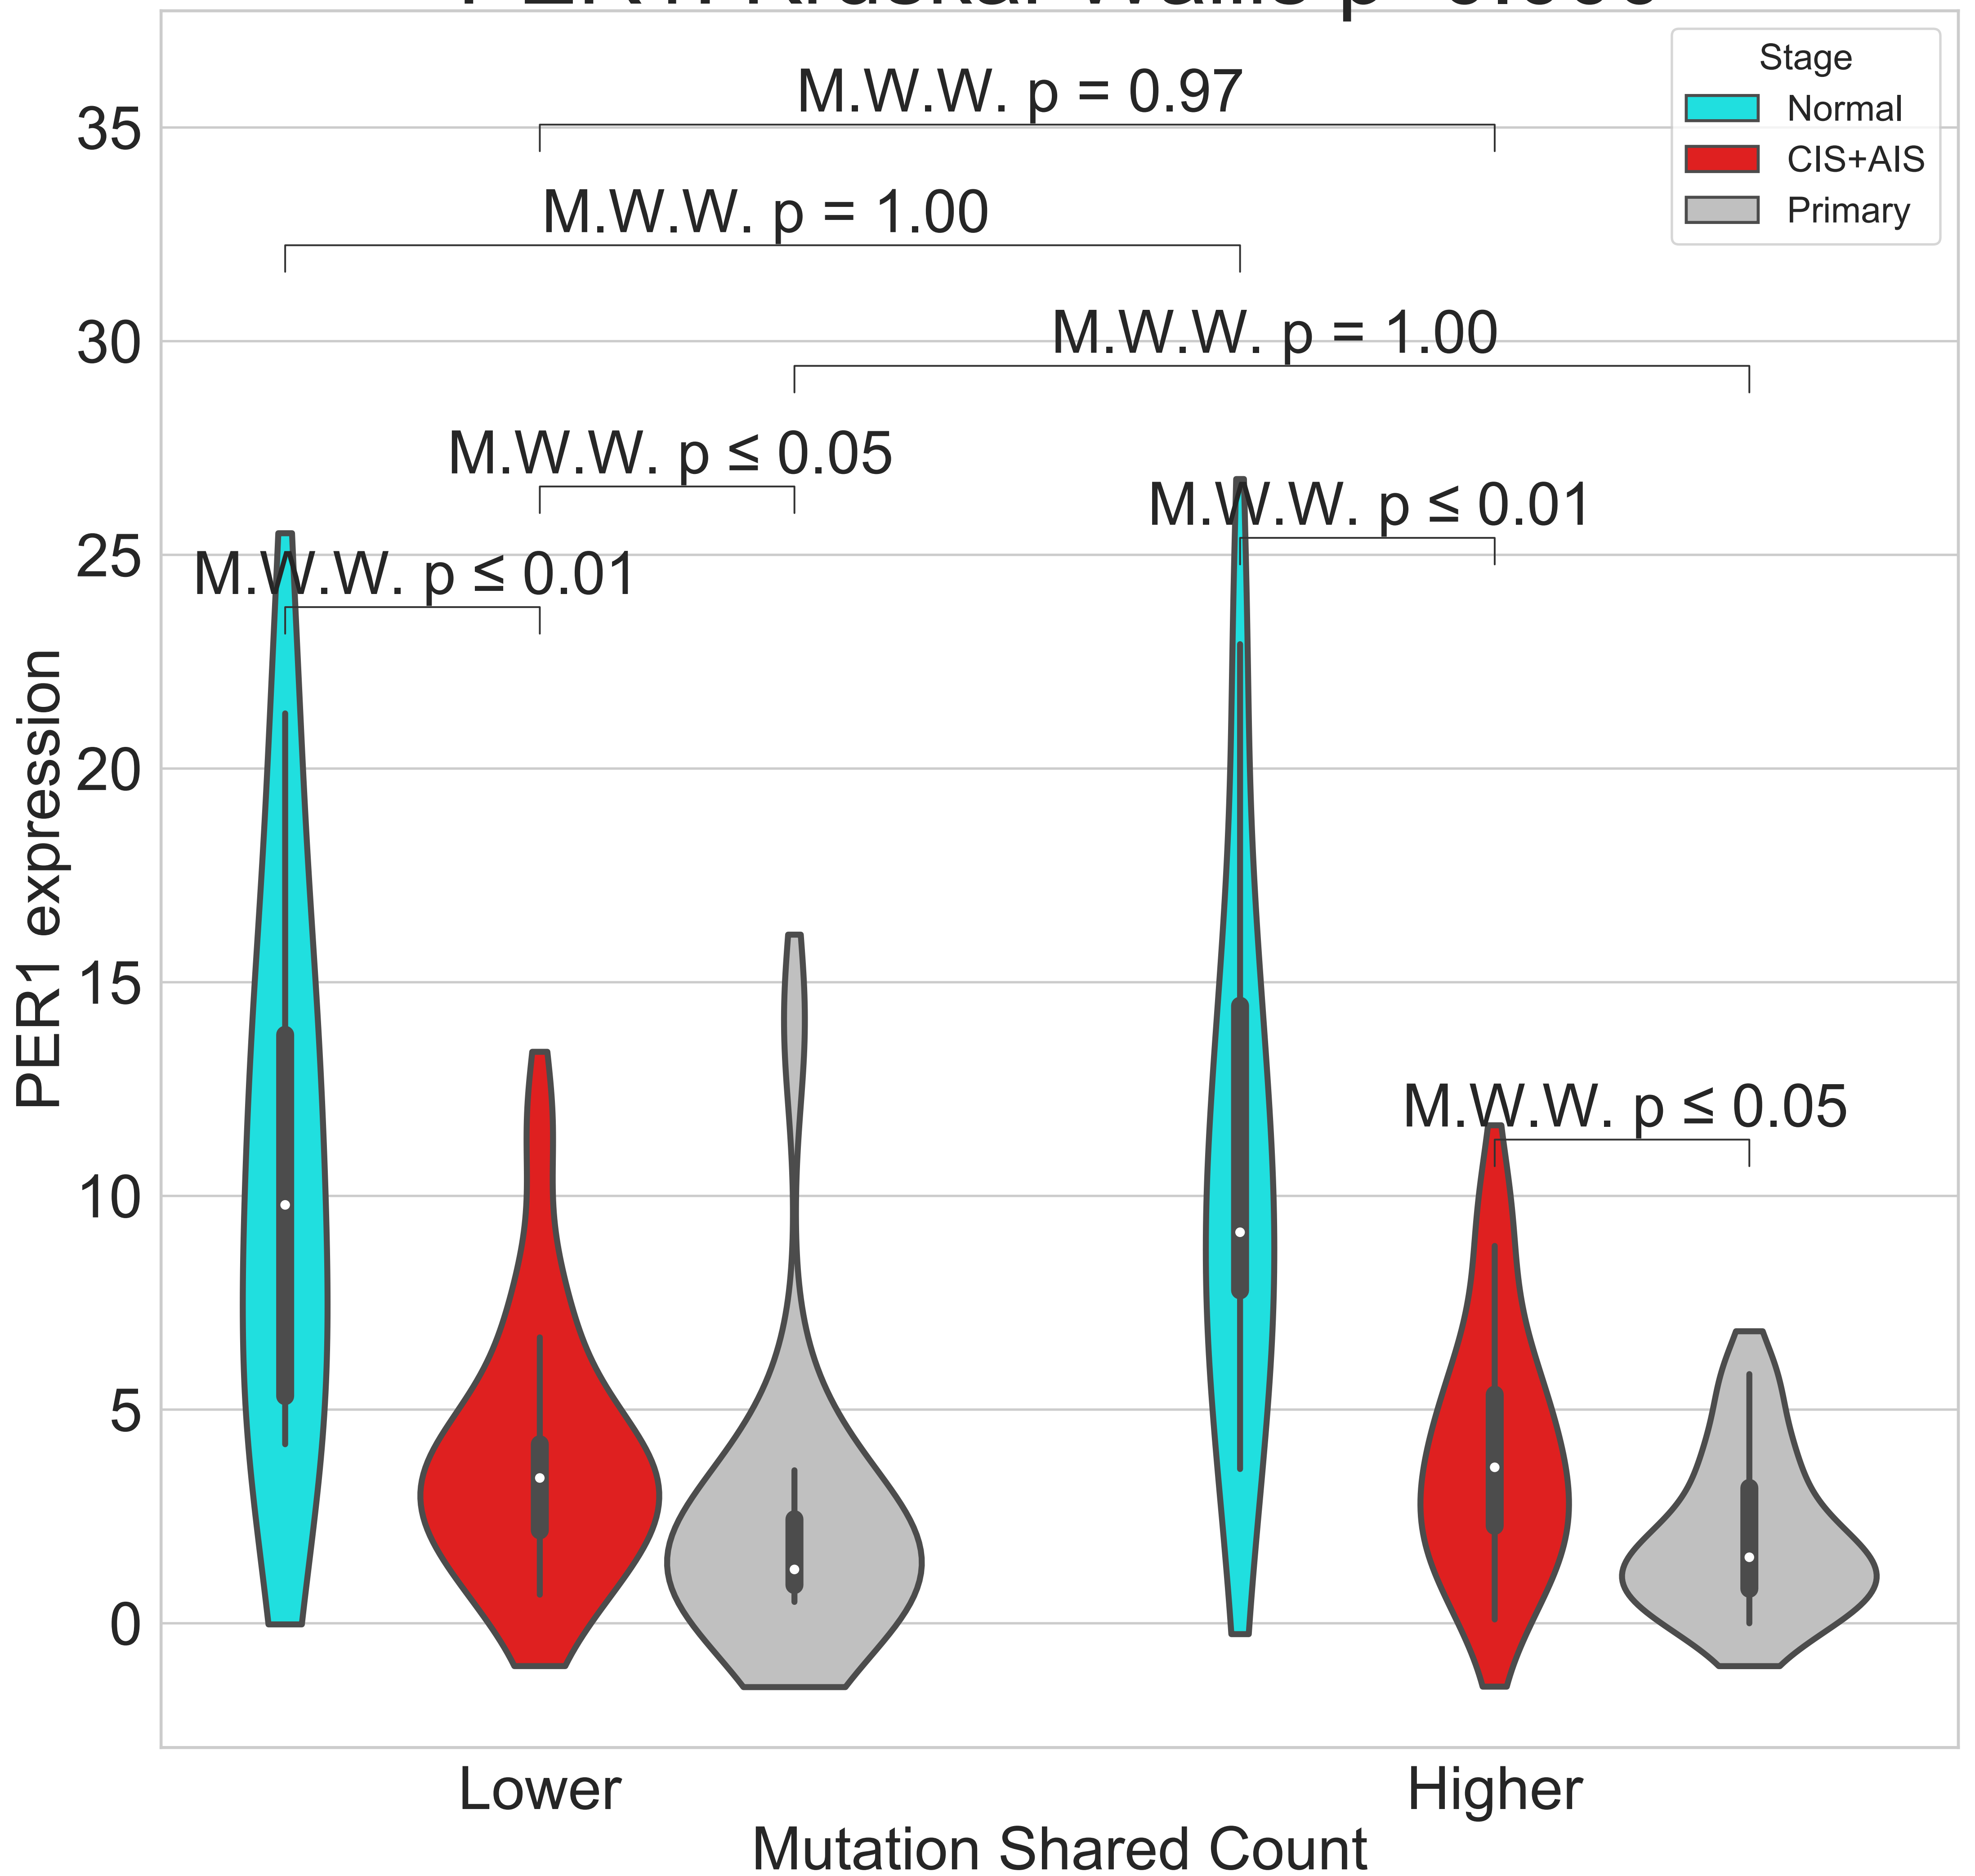 Stage
Normal
CIS+AIS
Primary
M.W.W. p = 0.97
M.W.W. p = 1.00
M.W.W. p = 1.00
M.W.W. p ≤ 0.05
M.W.W. p ≤ 0.01
M.W.W. p ≤ 0.01
M.W.W. p ≤ 0.05
35
30
25
20
15
10
5
0
PER1 expression
Lower
Higher
Mutation Shared Count